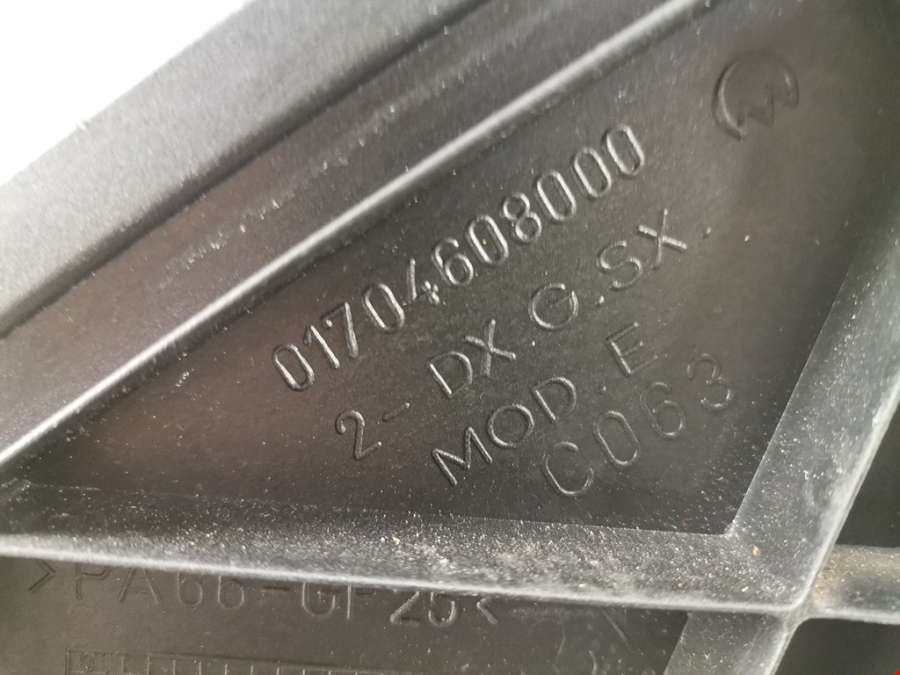 01704608000
2- DX G.SX.
MOD.E
C063
>PA66-GF25<